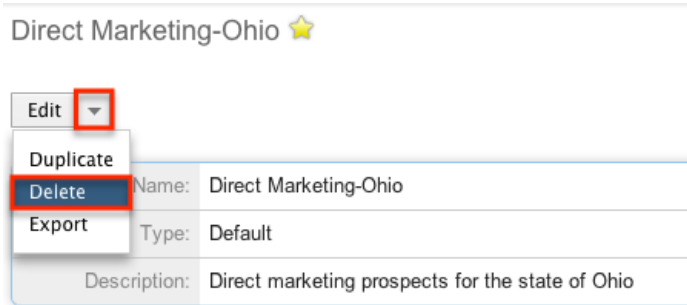 Direct Marketing-Ohio
Edit
Duplicate
Delete
Export
Name: Direct Marketing-Ohio
Type: Default
Description: Direct marketing prospects for the state of Ohio